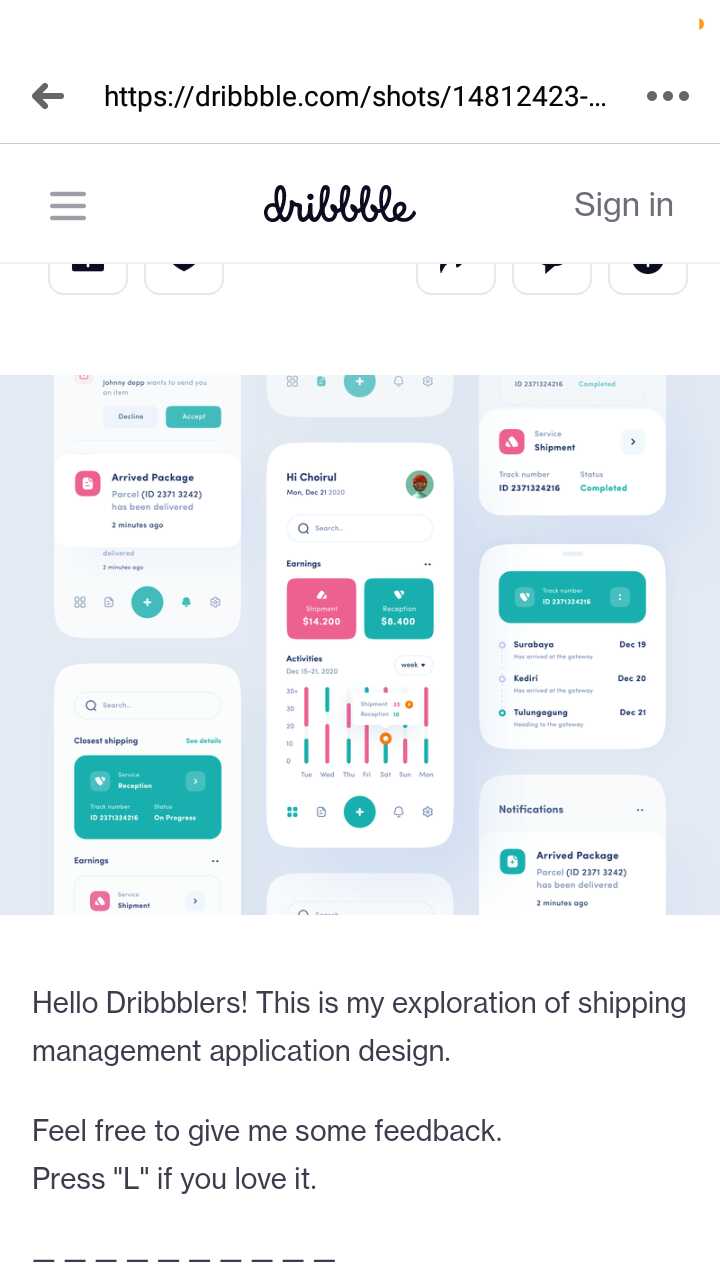 https://dribbble.com/shots/14812423-...
dribbble
Sign in
Johnny depp wants to send you
an item
Decline
Accept
Arrived Package
Parcel (ID 2371 3242)
has been delivered
2 minutes ago
delivered
2 minutes ago
Search..
Closest shipping
See details
Service
Reception
Track number
Status
ID 2371324216
On Progress
Earnings
Service
Shipment
Hi Choirul
Mon, Dec 21 2020
Search..
Earnings
Shipment
$14.200
Reception
$8.400
Activities
Dec 15-21, 2020
week
30+
30
20
10
0
Shipment 33
Reception 18
Tue Wed Thu Fri Sat Sun Mon
Search..
ID 2371324216
Completed
Service
Shipment
Track number
Status
ID 2371324216
Completed
Track number
ID 2371324216
Surabaya
Dec 19
Has arrived at the gateway
Kediri
Dec 20
Has arrived at the gateway
Tulungagung
Dec 21
Heading to the gateway
Notifications
Arrived Package
Parcel (ID 2371 3242)
has been delivered
2 minutes ago
Hello Dribbblers! This is my exploration of shipping
management application design.
Feel free to give me some feedback.
Press "L" if you love it.
— — — — — — — — — —